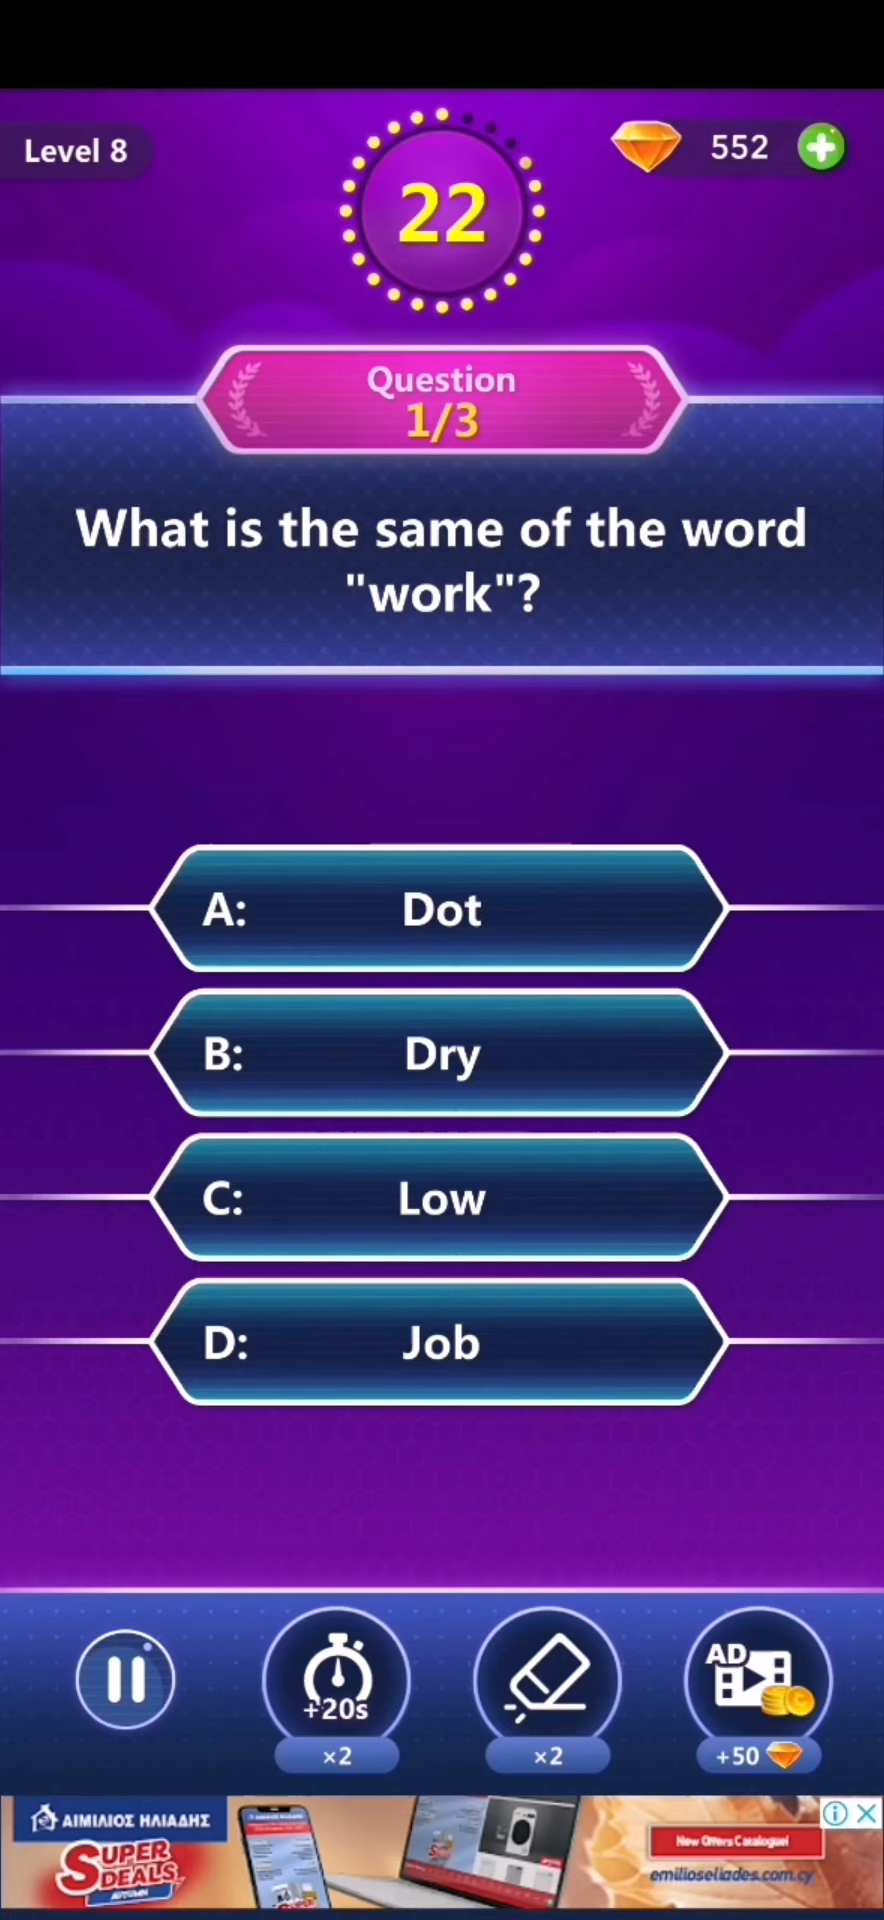 Level 8
22
552
Question
1/3
What is the same of the word
"work"?
A: Dot
B: Dry
C: Low
D: Job
+20s
×2
×2
AD
+50
ΑΙΜΙΛΙΟΣ ΗΛΙΑΔΗΣ
SUPER
DEALS
New Offers Catalogue!
emilioseliades.com.cy